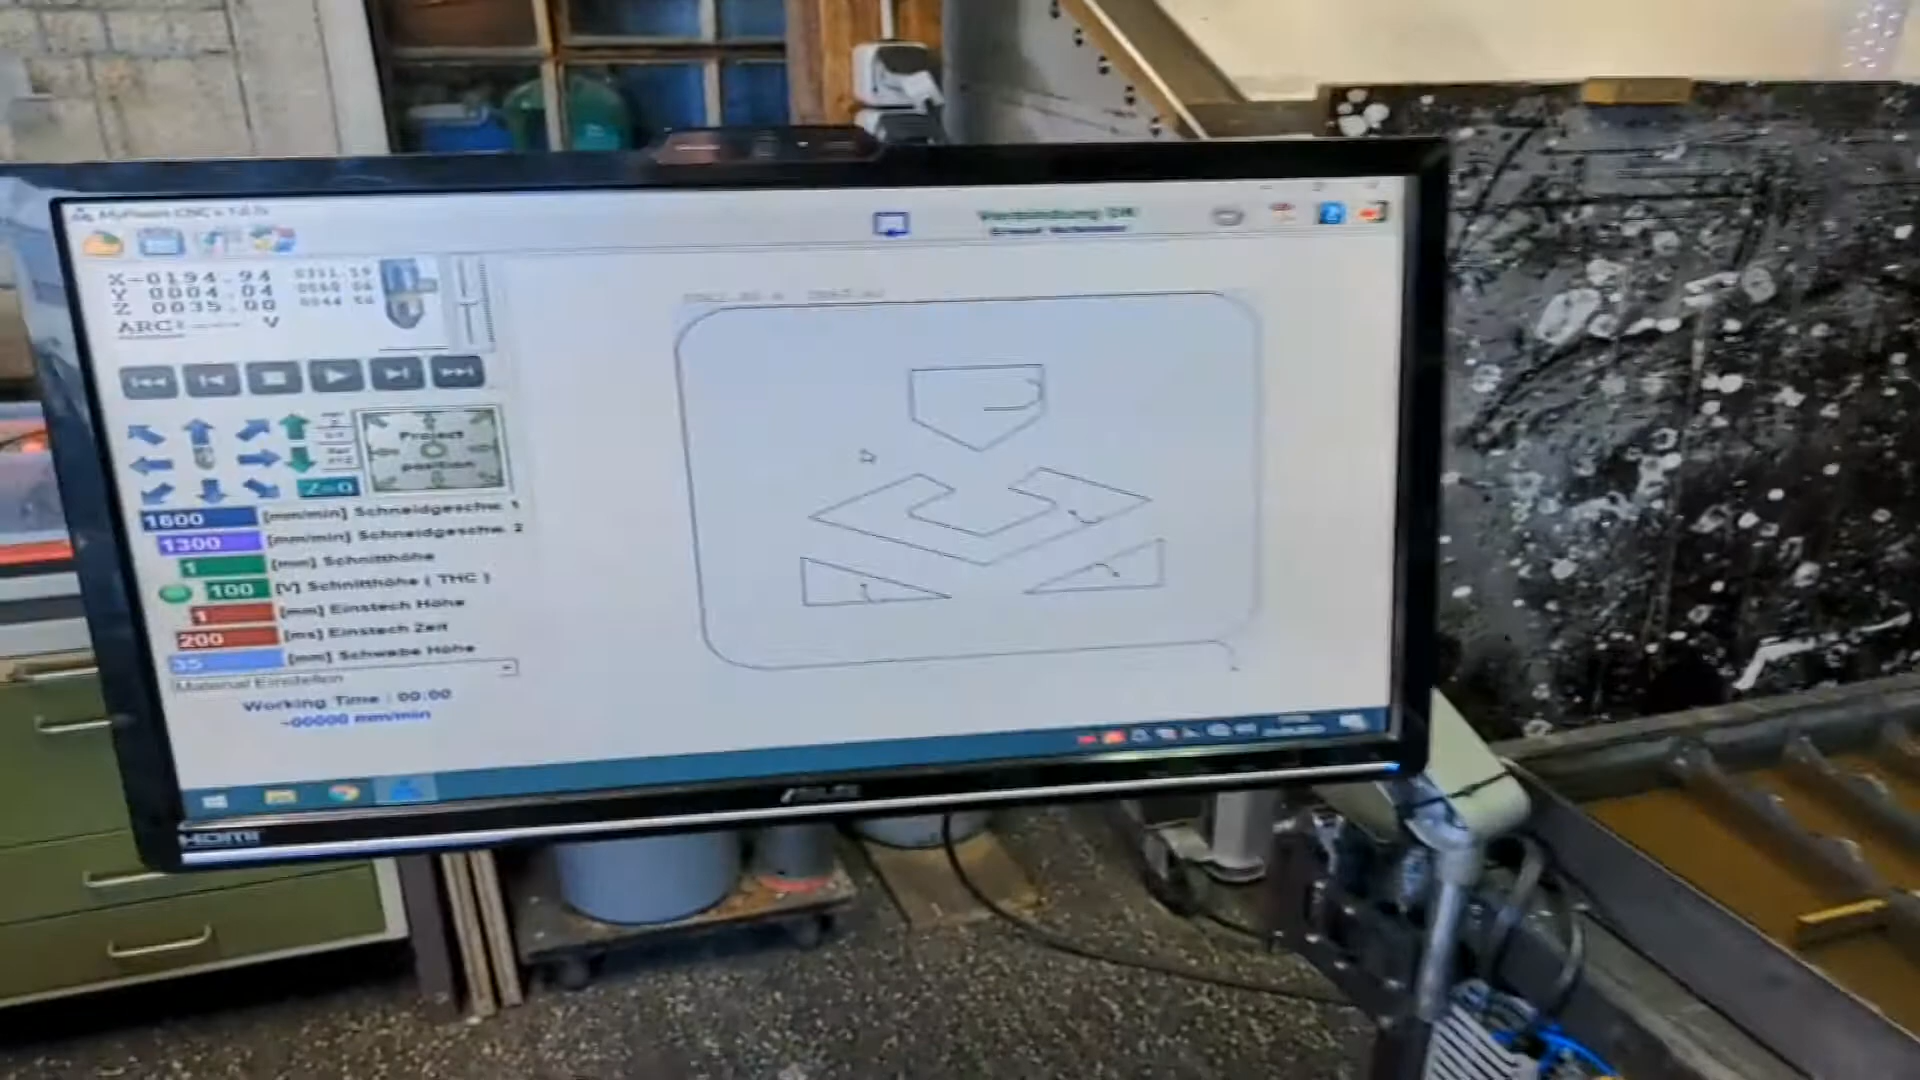 MyPlasm CNC
Verbindung OK
X-0194.94
Y 0004.04
Z 0035.00
ARC: V
Project
position
Z=0
1600 [mm/min] Schneidgeschw. 1
1300 [mm/min] Schneidgeschw. 2
1 [mm] Schnitthöhe
100 [V] Schnitthöhe ( THC )
1 [mm] Einstech Höhe
200 [ms] Einstech Zeit
35 [mm] Schwebe Höhe
Material Einstellen
Working Time : 00:00
~00000 mm/min
ASUS
HDMI